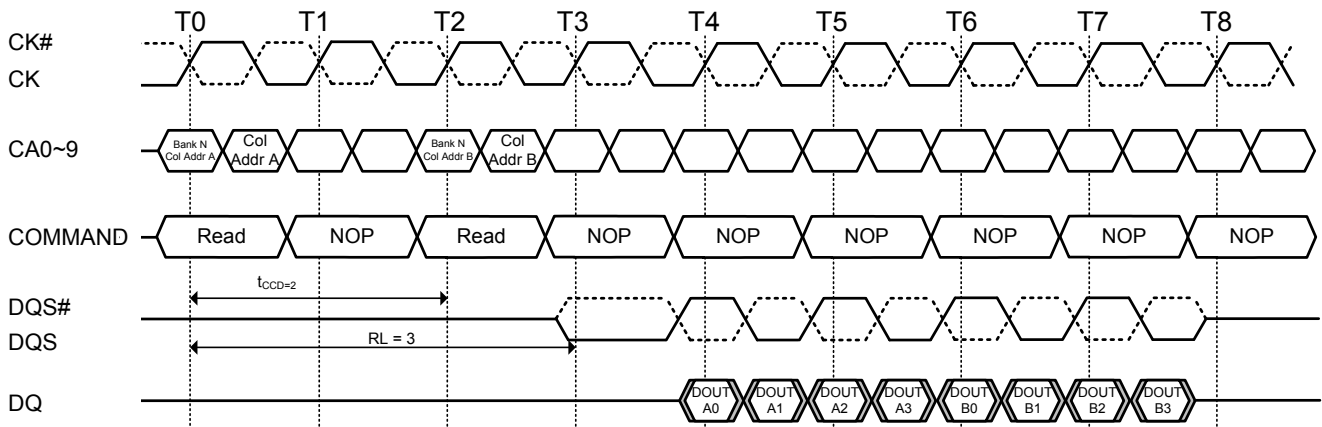 T0 T1 T2 T3 T4 T5 T6 T7 T8
CK#
CK
CA0~9
Bank N
Col Addr A
Col
Addr A
Bank N
Col Addr B
Col
Addr B
COMMAND
Read NOP Read NOP NOP NOP NOP NOP NOP
tCCD=2
DQS#
DQS
RL = 3
DQ
DOUT
A0
DOUT
A1
DOUT
A2
DOUT
A3
DOUT
B0
DOUT
B1
DOUT
B2
DOUT
B3